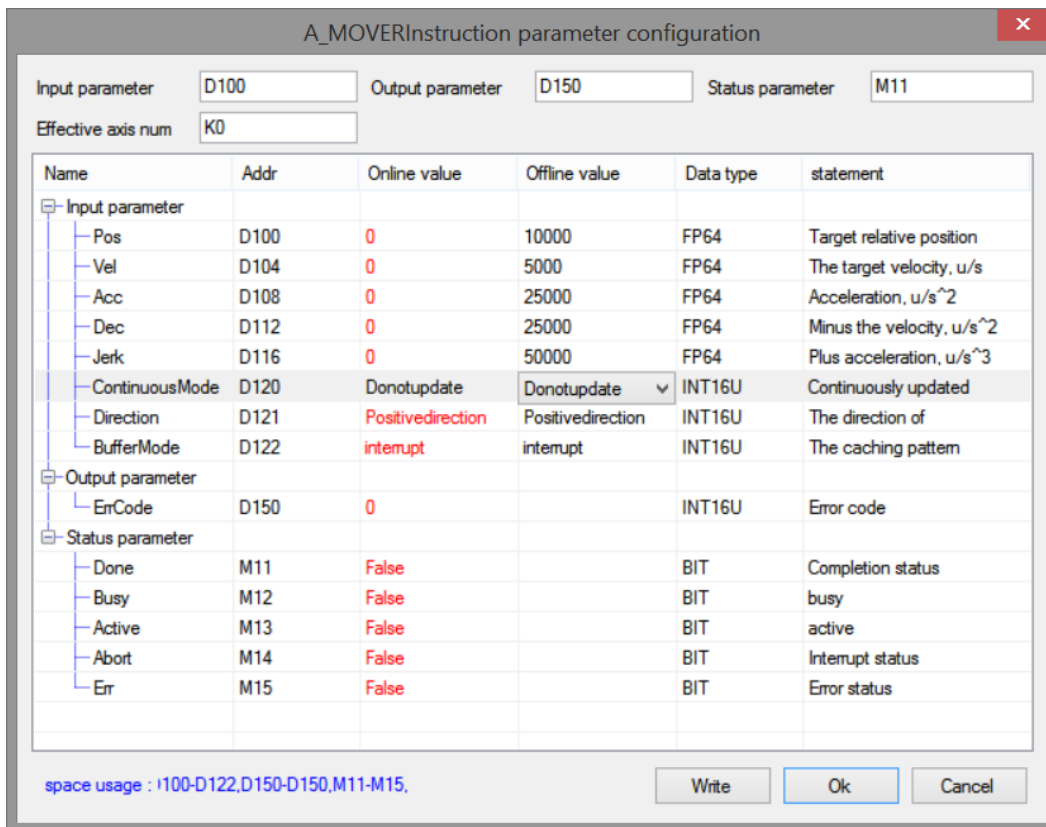 A_MOVERInstruction parameter configuration
Input parameter D100 Output parameter D150 Status parameter M11
Effective axis num K0
Name Addr Online value Offline value Data type statement
Input parameter
Pos D100 0 10000 FP64 Target relative position
Vel D104 0 5000 FP64 The target velocity, u/s
Acc D108 0 25000 FP64 Acceleration, u/s^2
Dec D112 0 25000 FP64 Minus the velocity, u/s^2
Jerk D116 0 50000 FP64 Plus acceleration, u/s^3
ContinuousMode D120 Donotupdate Donotupdate INT16U Continuously updated
Direction D121 Positivedirection Positivedirection INT16U The direction of
BufferMode D122 interrupt interrupt INT16U The caching pattern
Output parameter
ErrCode D150 0 INT16U Error code
Status parameter
Done M11 False BIT Completion status
Busy M12 False BIT busy
Active M13 False BIT active
Abort M14 False BIT Interrupt status
Err M15 False BIT Error status
space usage : 100-D122,D150-D150,M11-M15,
Write Ok Cancel